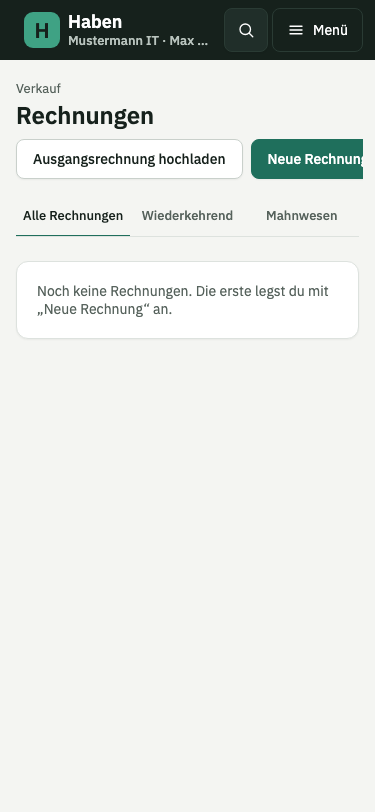 H
Haben
Mustermann IT · Max ...
Menü
Verkauf
Rechnungen
Ausgangsrechnung hochladen
Neue Rechnung
Alle Rechnungen
Wiederkehrend
Mahnwesen
Noch keine Rechnungen. Die erste legst du mit
„Neue Rechnung“ an.